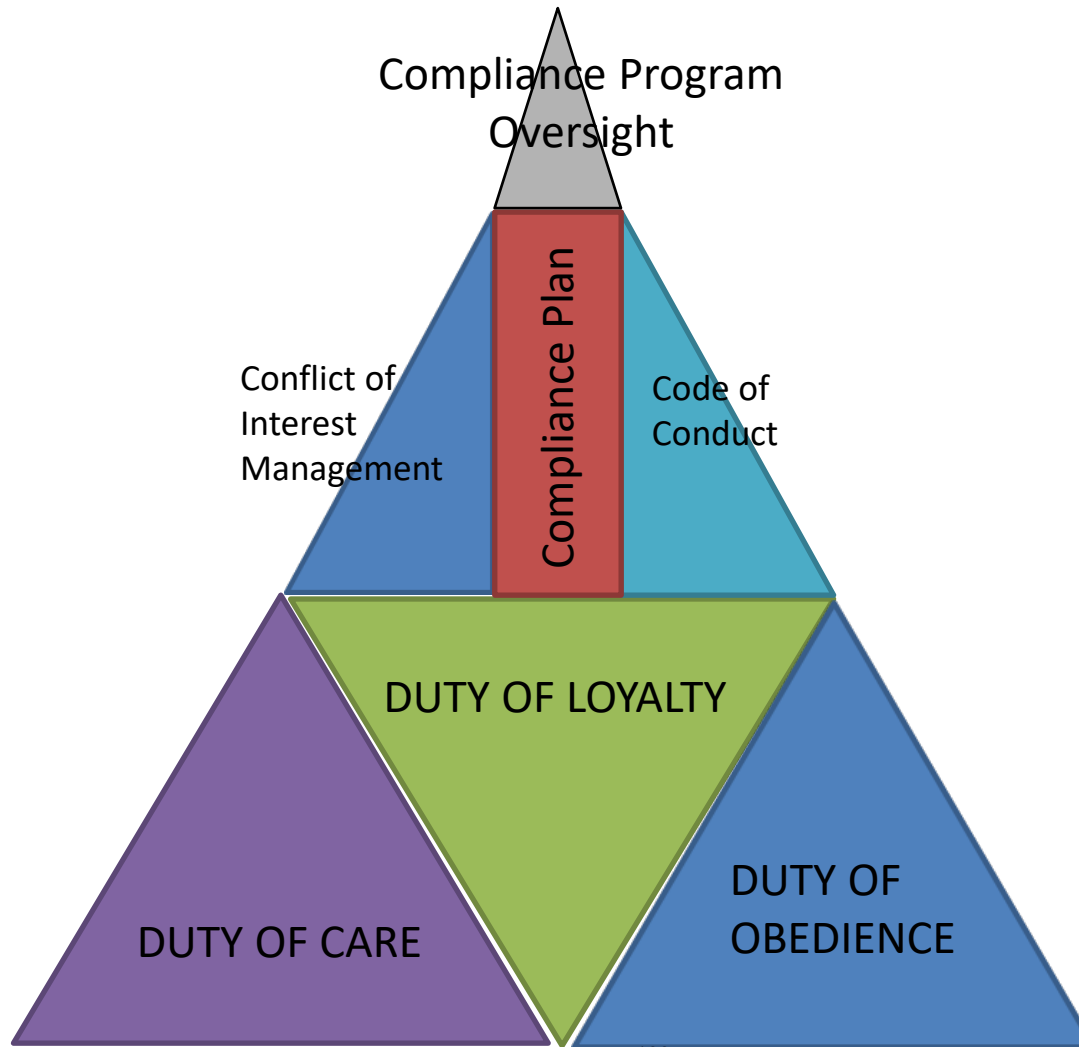 Compliance Program
Oversight
Conflict of
Interest
Management
Compliance Plan
Code of
Conduct
DUTY OF LOYALTY
DUTY OF CARE
DUTY OF
OBEDIENCE